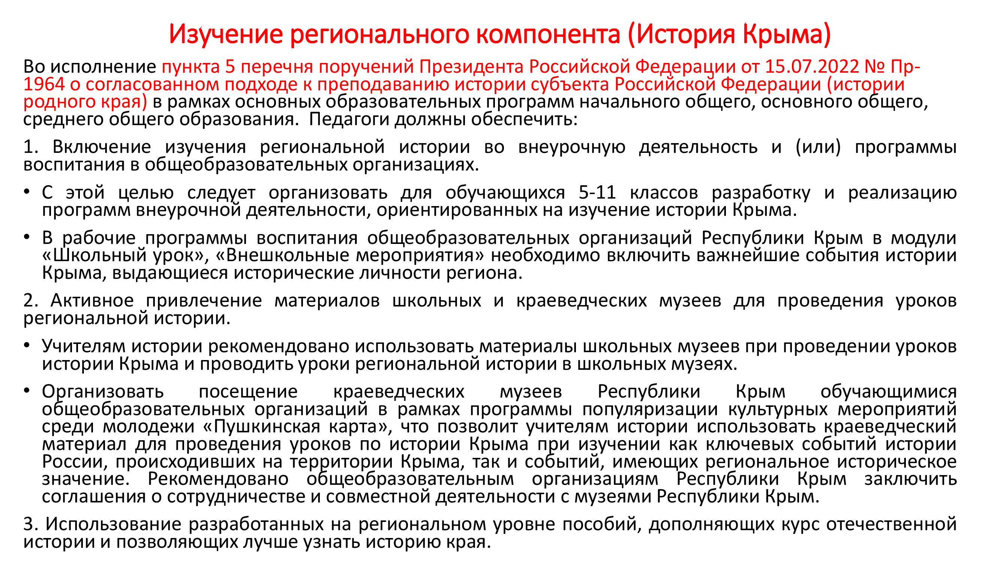 Изучение регионального компонента (История Крыма)
Во исполнение пункта 5 перечня поручений Президента Российской Федерации от 15.07.2022 № Пр-
1964 о согласованном подходе к преподаванию истории субъекта Российской Федерации (истории
родного края) в рамках основных образовательных программ начального общего, основного общего,
среднего общего образования. Педагоги должны обеспечить:
1. Включение изучения региональной истории во внеурочную деятельность и (или) программы
воспитания в общеобразовательных организациях.
• С этой целью следует организовать для обучающихся 5-11 классов разработку и реализацию
программ внеурочной деятельности, ориентированных на изучение истории Крыма.
• В рабочие программы воспитания общеобразовательных организаций Республики Крым в модули
«Школьный урок», «Внешкольные мероприятия» необходимо включить важнейшие события истории
Крыма, выдающиеся исторические личности региона.
2. Активное привлечение материалов школьных и краеведческих музеев для проведения уроков
региональной истории.
• Учителям истории рекомендовано использовать материалы школьных музеев при проведении уроков
истории Крыма и проводить уроки региональной истории в школьных музеях.
• Организовать посещение краеведческих музеев Республики Крым обучающимися
общеобразовательных организаций в рамках программы популяризации культурных мероприятий
среди молодежи «Пушкинская карта», что позволит учителям истории использовать краеведческий
материал для проведения уроков по истории Крыма при изучении как ключевых событий истории
России, происходивших на территории Крыма, так и событий, имеющих региональное историческое
значение. Рекомендовано общеобразовательным организациям Республики Крым заключить
соглашения о сотрудничестве и совместной деятельности с музеями Республики Крым.
3. Использование разработанных на региональном уровне пособий, дополняющих курс отечественной
истории и позволяющих лучше узнать историю края.